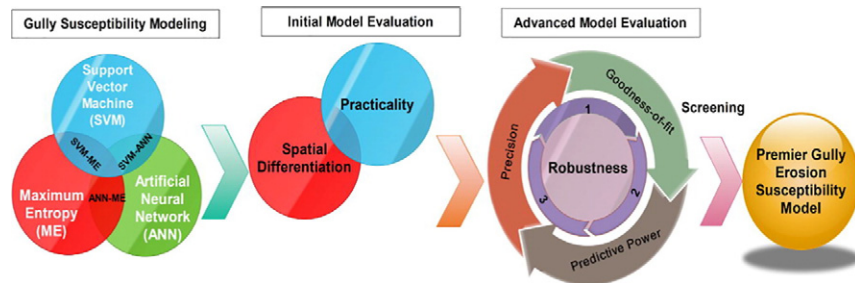 Gully Susceptibility Modeling
Initial Model Evaluation
Advanced Model Evaluation
Support
Vector
Machine
(SVM)
SVM-ME
SVM-ANN
Maximum
Entropy
(ME)
ANN-ME
Artificial
Neural
Network
(ANN)
Practicality
Spatial
Differentiation
Precision
Goodness-of-fit
Predictive Power
1
2
3
Robustness
Screening
Premier Gully
Erosion
Susceptibility
Model